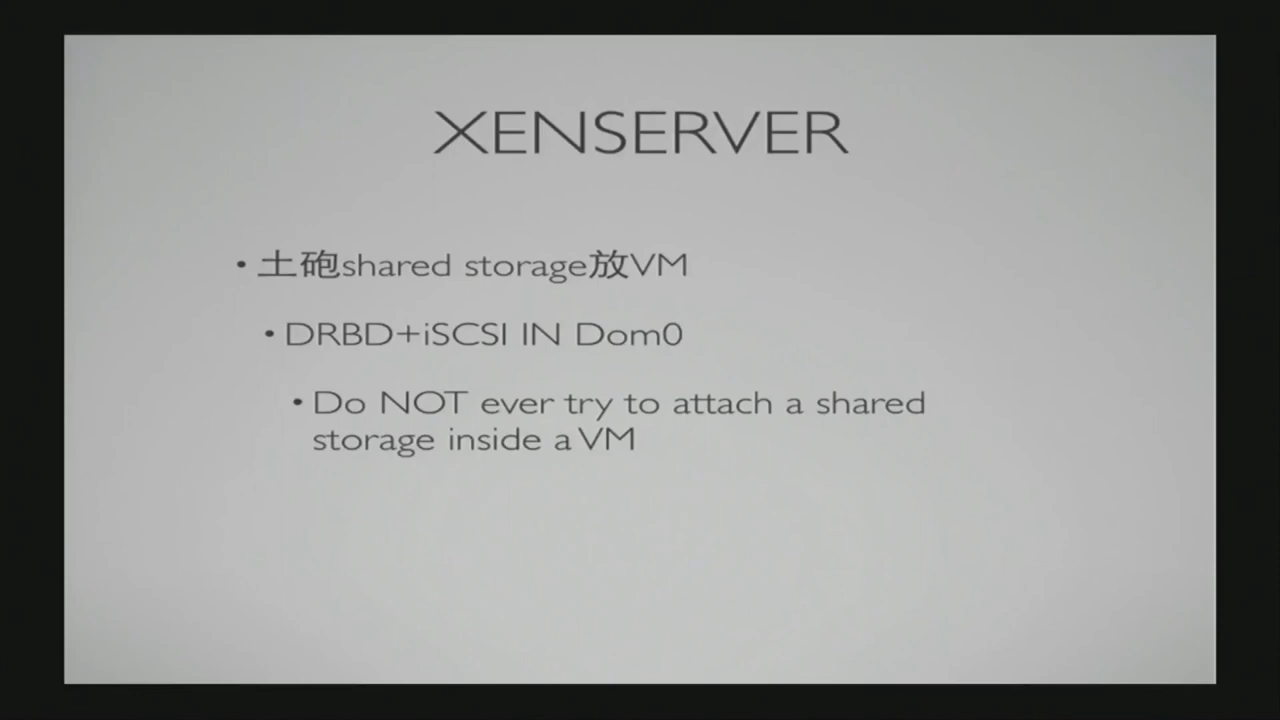 XENSERVER
• 土砲shared storage放VM
• DRBD+iSCSI IN Dom0
• Do NOT ever try to attach a shared
storage inside a VM